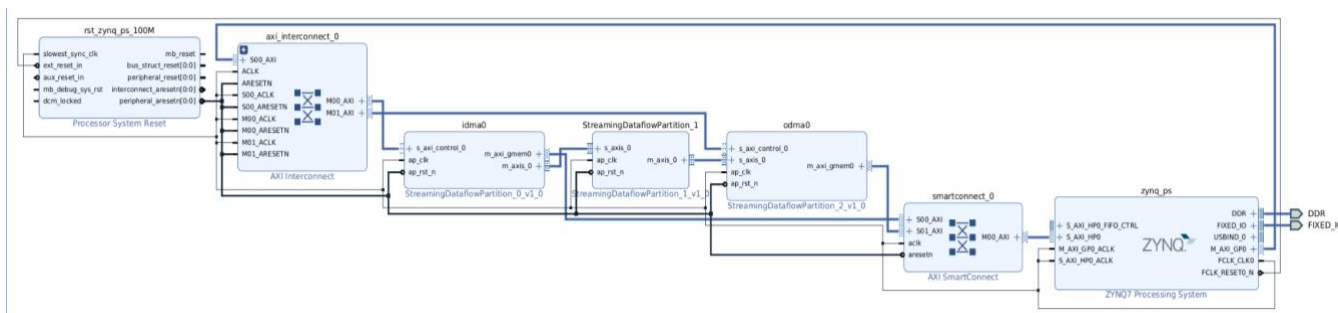 rst_zynq_ps_100M
slowest_sync_clk
mb_reset
ext_reset_in
bus_struct_reset[0:0]
aux_reset_in
peripheral_reset[0:0]
mb_debug_sys_rst
interconnect_aresetn[0:0]
dcm_locked
peripheral_aresetn[0:0]
Processor System Reset
axi_interconnect_0
S00_AXI
ACLK
ARESETN
S00_ACLK
S00_ARESETN
M00_ACLK
M00_ARESETN
M01_ACLK
M01_ARESETN
M00_AXI
M01_AXI
AXI Interconnect
idma0
s_axi_control_0
ap_clk
ap_rst_n
m_axi_gmem0
m_axis_0
StreamingDataflowPartition_0_v1_0
StreamingDataflowPartition_1
s_axis_0
ap_clk
ap_rst_n
m_axis_0
StreamingDataflowPartition_1_v1_0
odma0
s_axi_control_0
s_axis_0
ap_clk
ap_rst_n
m_axi_gmem0
StreamingDataflowPartition_2_v1_0
smartconnect_0
S00_AXI
S01_AXI
aclk
aresetn
M00_AXI
AXI SmartConnect
zynq_ps
S_AXI_HP0_FIFO_CTRL
S_AXI_HP0
M_AXI_GP0_ACLK
S_AXI_HP0_ACLK
ZYNQ
DDR
FIXED_IO
USBIND_0
M_AXI_GP0
FCLK_CLK0
FCLK_RESET0_N
ZYNQ7 Processing System
DDR
FIXED_I